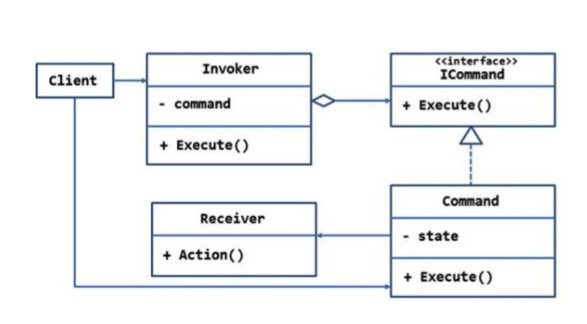 Client
Invoker
- command
+ Execute()
<<interface>>
ICommand
+ Execute()
Receiver
+ Action()
Command
- state
+ Execute()